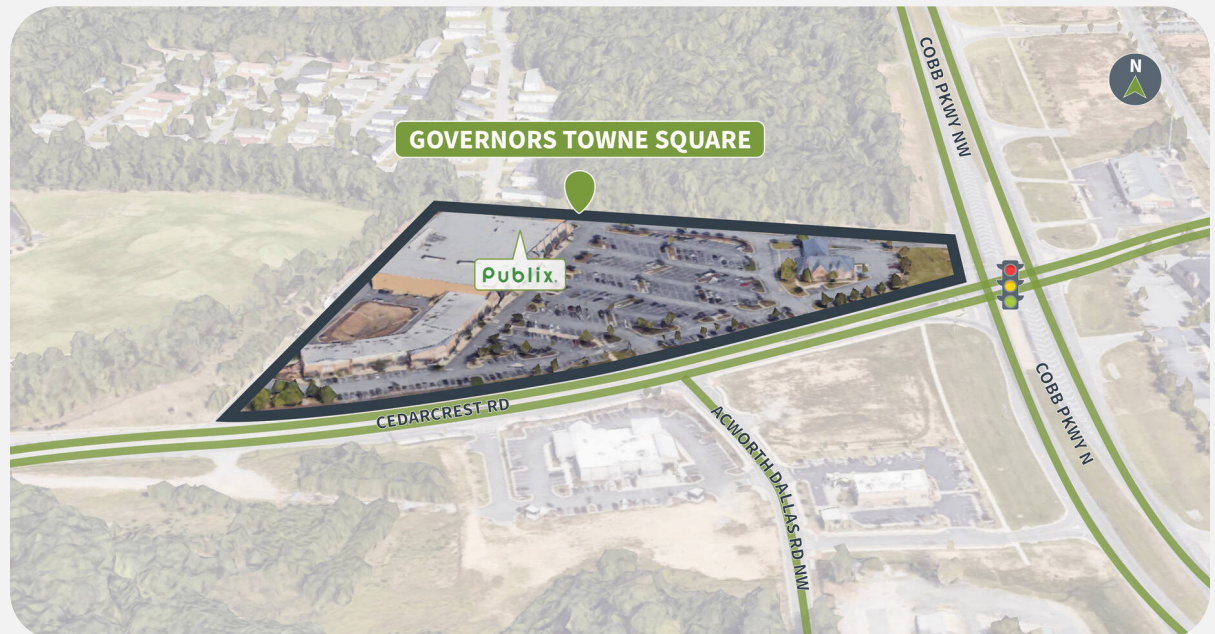 COBB PKWY NW
N
GOVERNORS TOWNE SQUARE
Publix.
CEDARCREST RD
ACWORTH DALLAS RD NW
COBB PKWY N